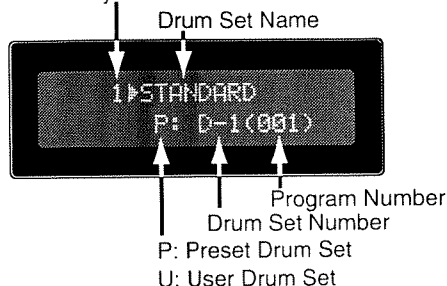 Drum Set Name
1▶STANDARD
P: D-1(001)
Program Number
Drum Set Number
P: Preset Drum Set
U: User Drum Set